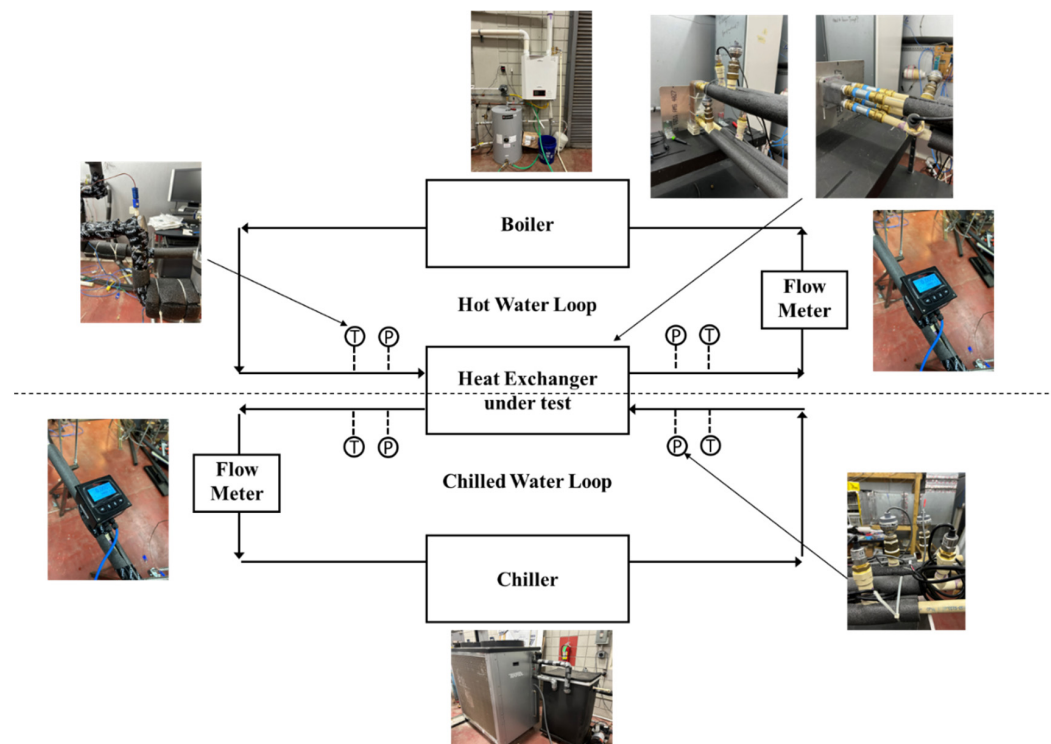 Boiler
Hot Water Loop
Flow
Meter
T
P
P
T
Heat Exchanger
under test
T
P
P
T
Flow
Meter
Chilled Water Loop
Chiller